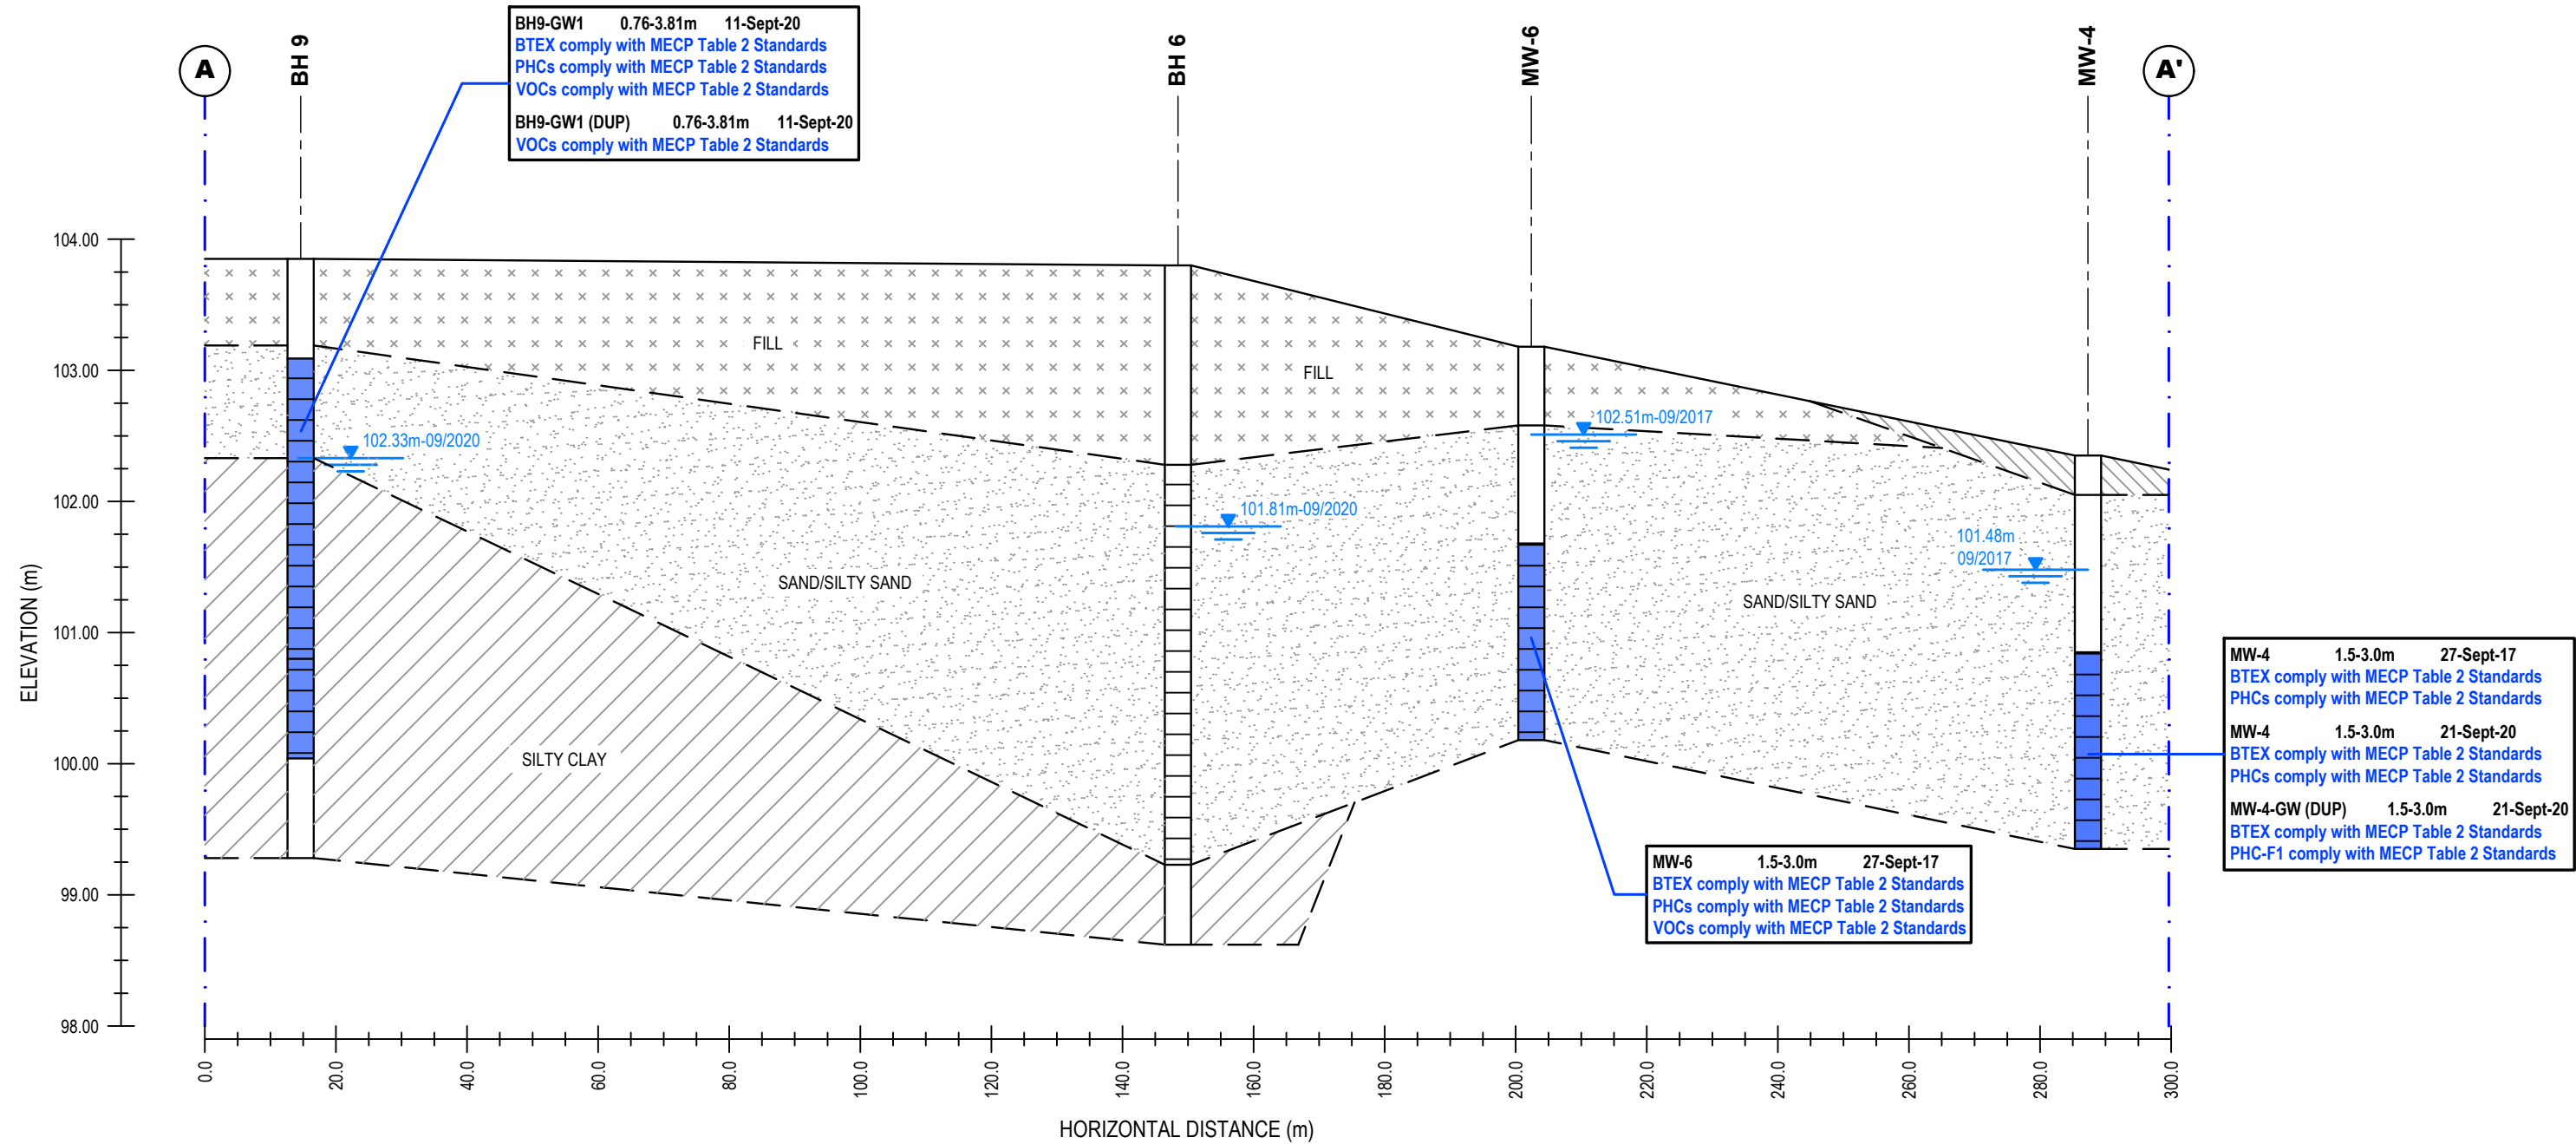 A
BH 9
BH9-GW1 0.76-3.81m 11-Sept-20
BTEX comply with MECP Table 2 Standards
PHCs comply with MECP Table 2 Standards
VOCs comply with MECP Table 2 Standards
BH9-GW1 (DUP) 0.76-3.81m 11-Sept-20
VOCs comply with MECP Table 2 Standards
BH 6
MW-6
MW-4
A'
ELEVATION (m)
104.00
103.00
102.00
101.00
100.00
99.00
98.00
FILL
FILL
102.33m-09/2020
102.51m-09/2017
101.81m-09/2020
101.48m
09/2017
SAND/SILTY SAND
SAND/SILTY SAND
SILTY CLAY
MW-4 1.5-3.0m 27-Sept-17
BTEX comply with MECP Table 2 Standards
PHCs comply with MECP Table 2 Standards
MW-4 1.5-3.0m 21-Sept-20
BTEX comply with MECP Table 2 Standards
PHCs comply with MECP Table 2 Standards
MW-4-GW (DUP) 1.5-3.0m 21-Sept-20
BTEX comply with MECP Table 2 Standards
PHC-F1 comply with MECP Table 2 Standards
MW-6 1.5-3.0m 27-Sept-17
BTEX comply with MECP Table 2 Standards
PHCs comply with MECP Table 2 Standards
VOCs comply with MECP Table 2 Standards
0.0
20.0
40.0
60.0
80.0
100.0
120.0
140.0
160.0
180.0
200.0
220.0
240.0
260.0
280.0
300.0
HORIZONTAL DISTANCE (m)